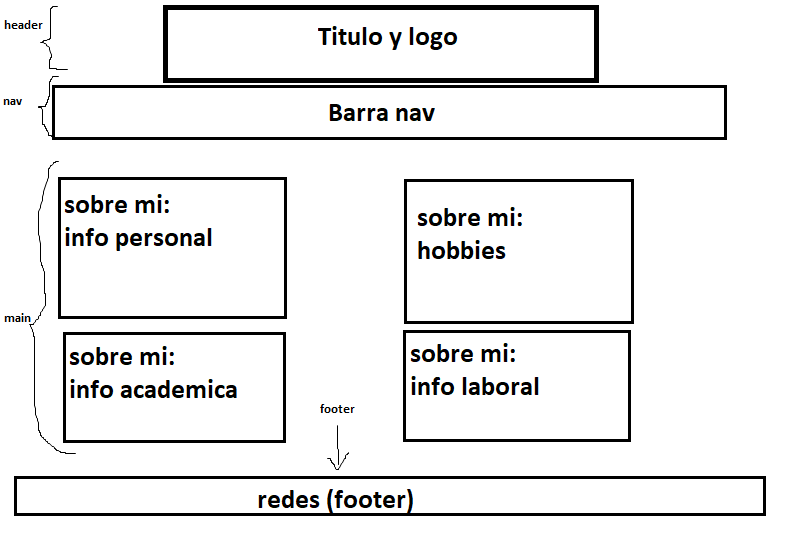 header
Titulo y logo
nav
Barra nav
sobre mi:
info personal
sobre mi:
hobbies
main
sobre mi:
info academica
sobre mi:
info laboral
footer
redes (footer)